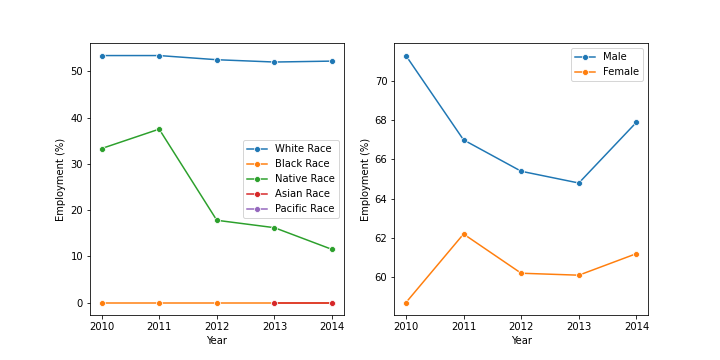 Employment (%)
50
40
30
20
10
0
2010 2011 2012 2013 2014
Year
White Race
Black Race
Native Race
Asian Race
Pacific Race
Employment (%)
70
68
66
64
62
60
2010 2011 2012 2013 2014
Year
Male
Female